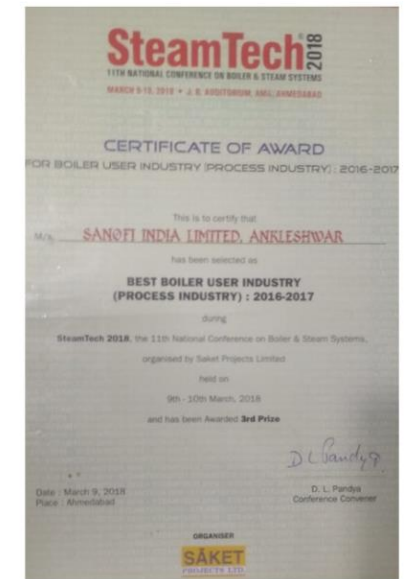 SteamTech® 2018
11TH NATIONAL CONFERENCE ON BOILER & STEAM SYSTEMS
MARCH 9-10, 2018 • J. B. AUDITORIUM, AMA, AHMEDABAD
CERTIFICATE OF AWARD
FOR BOILER USER INDUSTRY (PROCESS INDUSTRY) : 2016-2017
This is to certify that
M/s. SANOFI INDIA LIMITED, ANKLESHWAR
has been selected as
BEST BOILER USER INDUSTRY
(PROCESS INDUSTRY) : 2016-2017
during
SteamTech 2018, the 11th National Conference on Boiler & Steam Systems,
organised by Saket Projects Limited
held on
9th - 10th March, 2018
and has been Awarded 3rd Prize
D L Pandya
Date : March 9, 2018
Place : Ahmedabad
D. L. Pandya
Conference Convener
ORGANISER
SAKET
PROJECTS LTD.